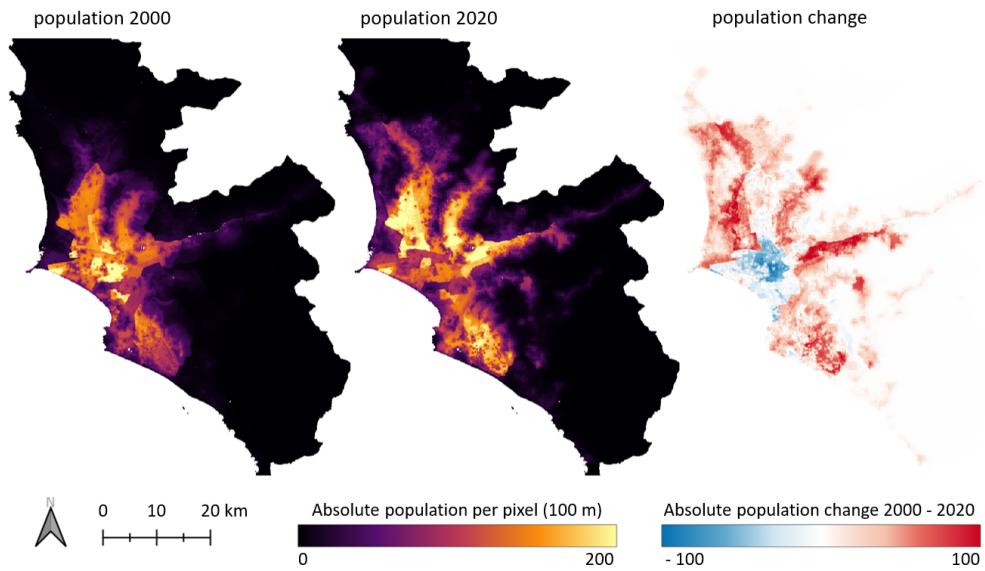 population 2000
population 2020
population change
N
0 10 20 km
Absolute population per pixel (100 m)
0 200
Absolute population change 2000 - 2020
- 100 100